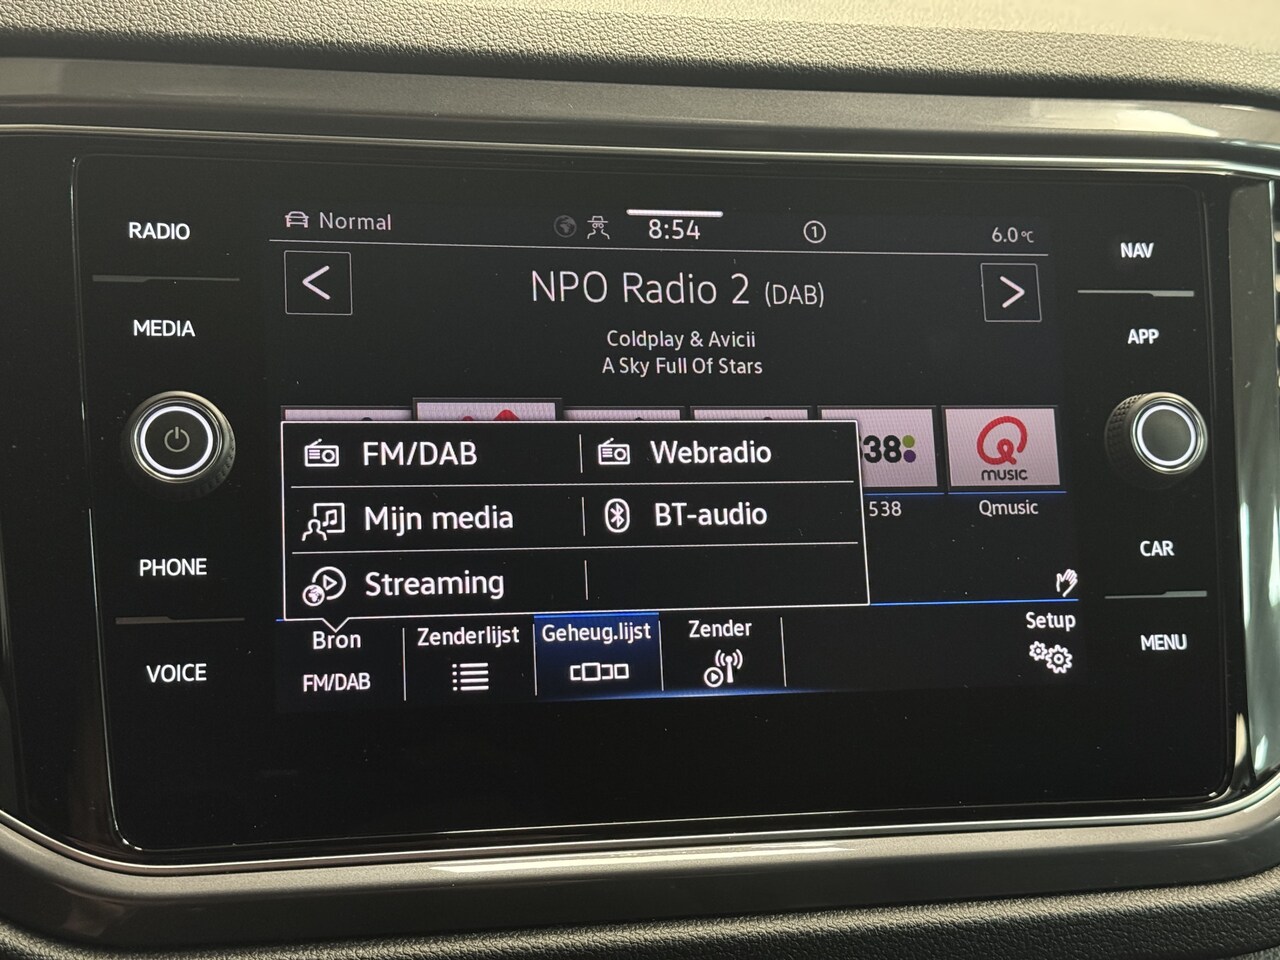 RADIO
MEDIA
PHONE
VOICE
Normal
8:54
1
6.0°C
NPO Radio 2 (DAB)
Coldplay & Avicii
A Sky Full Of Stars
38
538
MUSIC
Qmusic
FM/DAB
Webradio
Mijn media
BT-audio
Streaming
Bron
FM/DAB
Zenderlijst
Geheug.lijst
Zender
Setup
NAV
APP
CAR
MENU